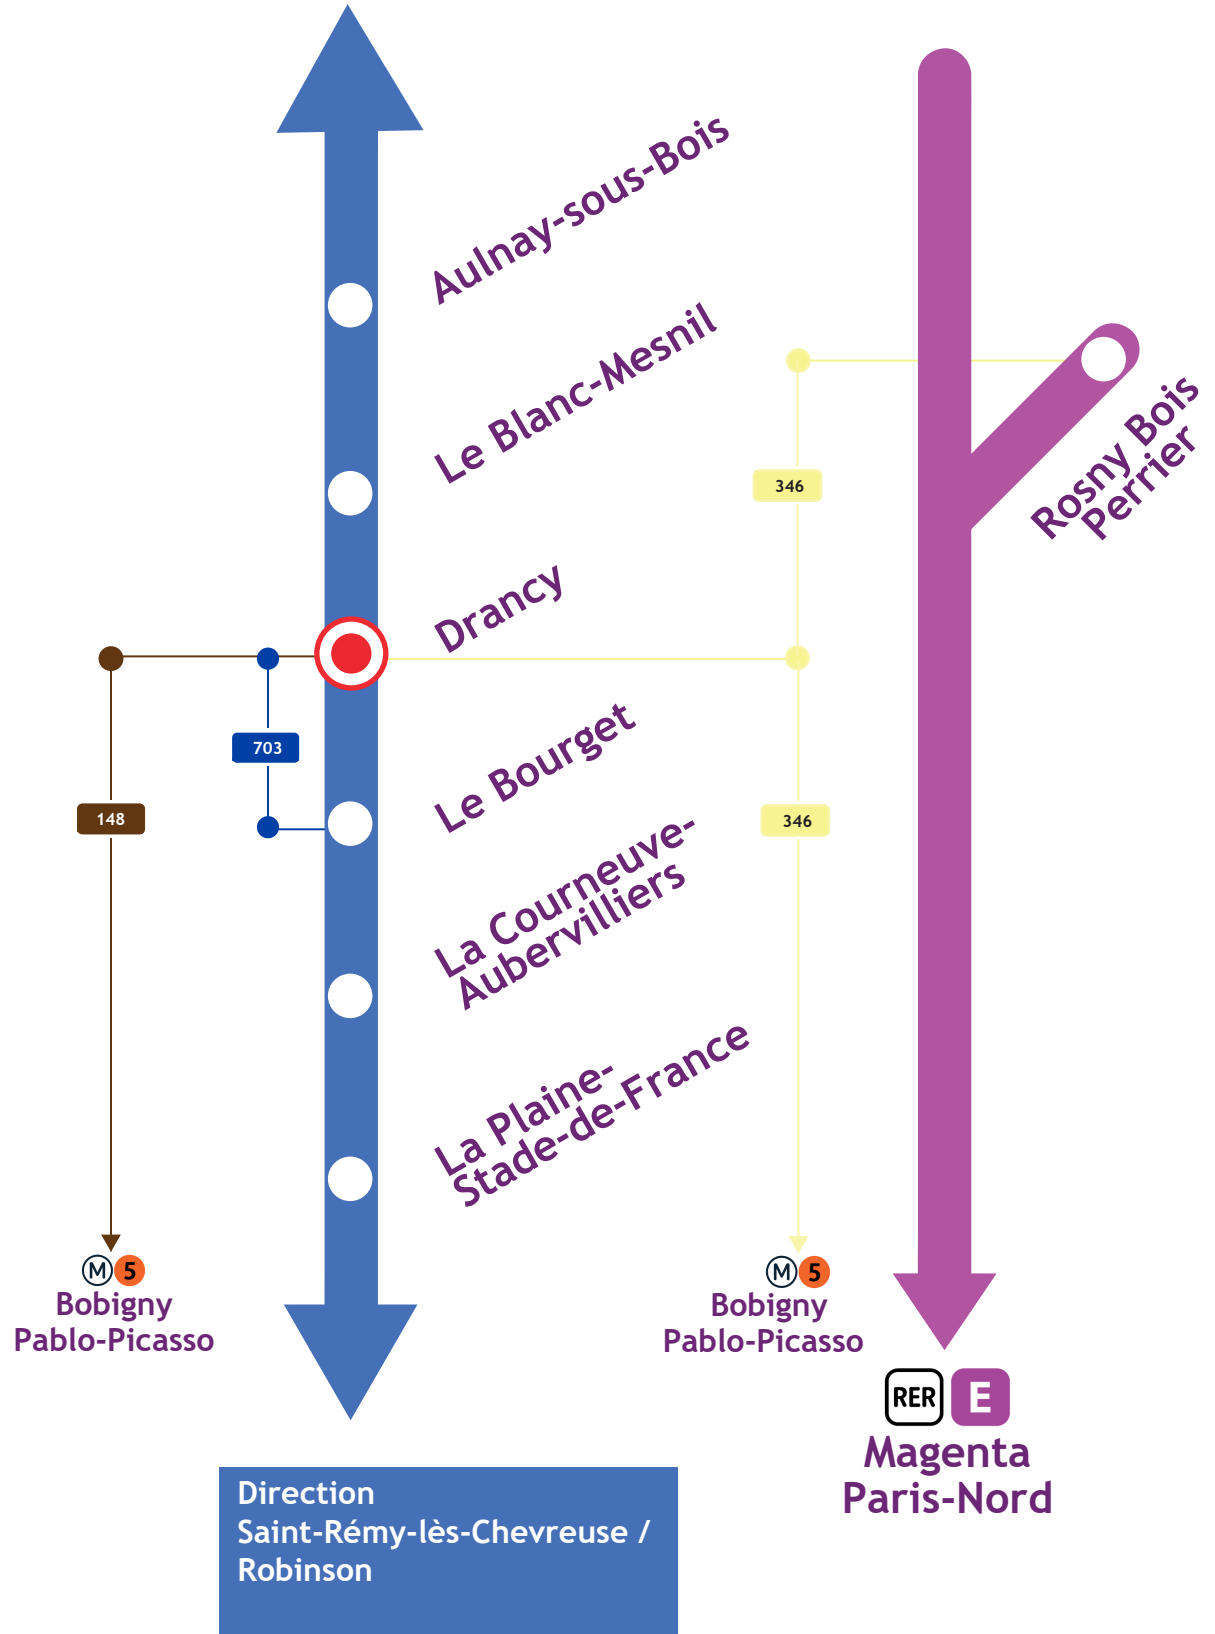 Aulnay-sous-Bois
Le Blanc-Mesnil
Rosny Bois
Perrier
346
Drancy
703
Le Bourget
148
346
La Courneuve-
Aubervilliers
La Plaine-
Stade-de-France
M 5
Bobigny
Pablo-Picasso
M 5
Bobigny
Pablo-Picasso
RER E
Magenta
Paris-Nord
Direction
Saint-Rémy-lès-Chevreuse /
Robinson